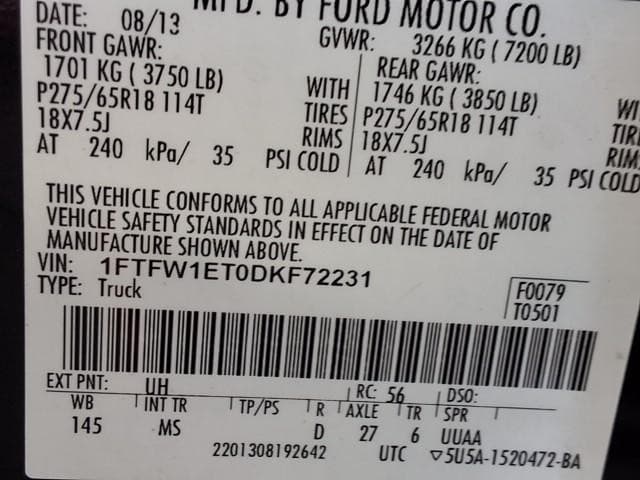 MFD. BY FORD MOTOR CO.
DATE: 08/13
GVWR: 3266 KG ( 7200 LB)
FRONT GAWR:
REAR GAWR:
1701 KG ( 3750 LB) WITH
1746 KG ( 3850 LB)
P275/65R18 114T TIRES
P275/65R18 114T
18X7.5J RIMS
18X7.5J
AT 240 kPa/ 35 PSI COLD
AT 240 kPa/ 35 PSI COLD
THIS VEHICLE CONFORMS TO ALL APPLICABLE FEDERAL MOTOR
VEHICLE SAFETY STANDARDS IN EFFECT ON THE DATE OF
MANUFACTURE SHOWN ABOVE.
VIN: 1FTFW1ET0DKF72231
TYPE: Truck
F0079
T0501
EXT PNT: UH RC: 56 DSO:
WB INT TR TP/PS R AXLE TR SPR
145 MS D 27 6 UUAA
2201308192642 UTC ▽5U5A-1520472-BA